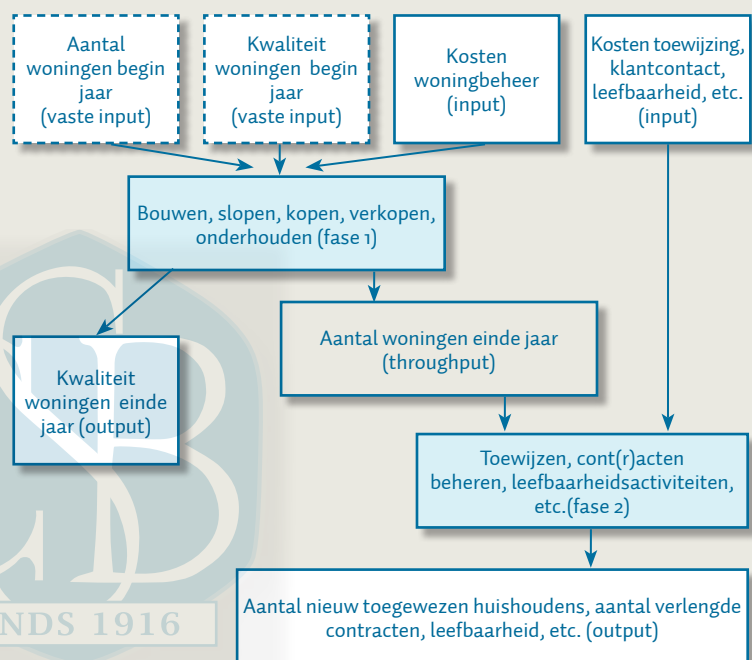 Aantal
woningen begin
jaar
(vaste input)
Kwaliteit
woningen begin
jaar
(vaste input)
Kosten
woningbeheer
(input)
Kosten toewijzing,
klantcontact,
leefbaarheid, etc.
(input)
Bouwen, slopen, kopen, verkopen,
onderhouden (fase 1)
Aantal woningen einde jaar
(throughput)
Kwaliteit
woningen einde
jaar (output)
Toewijzen, cont(r)acten
beheren, leefbaarheidsactiviteiten,
etc.(fase 2)
Aantal nieuw toegewezen huishoudens, aantal verlengde
contracten, leefbaarheid, etc. (output)
NDS 1916